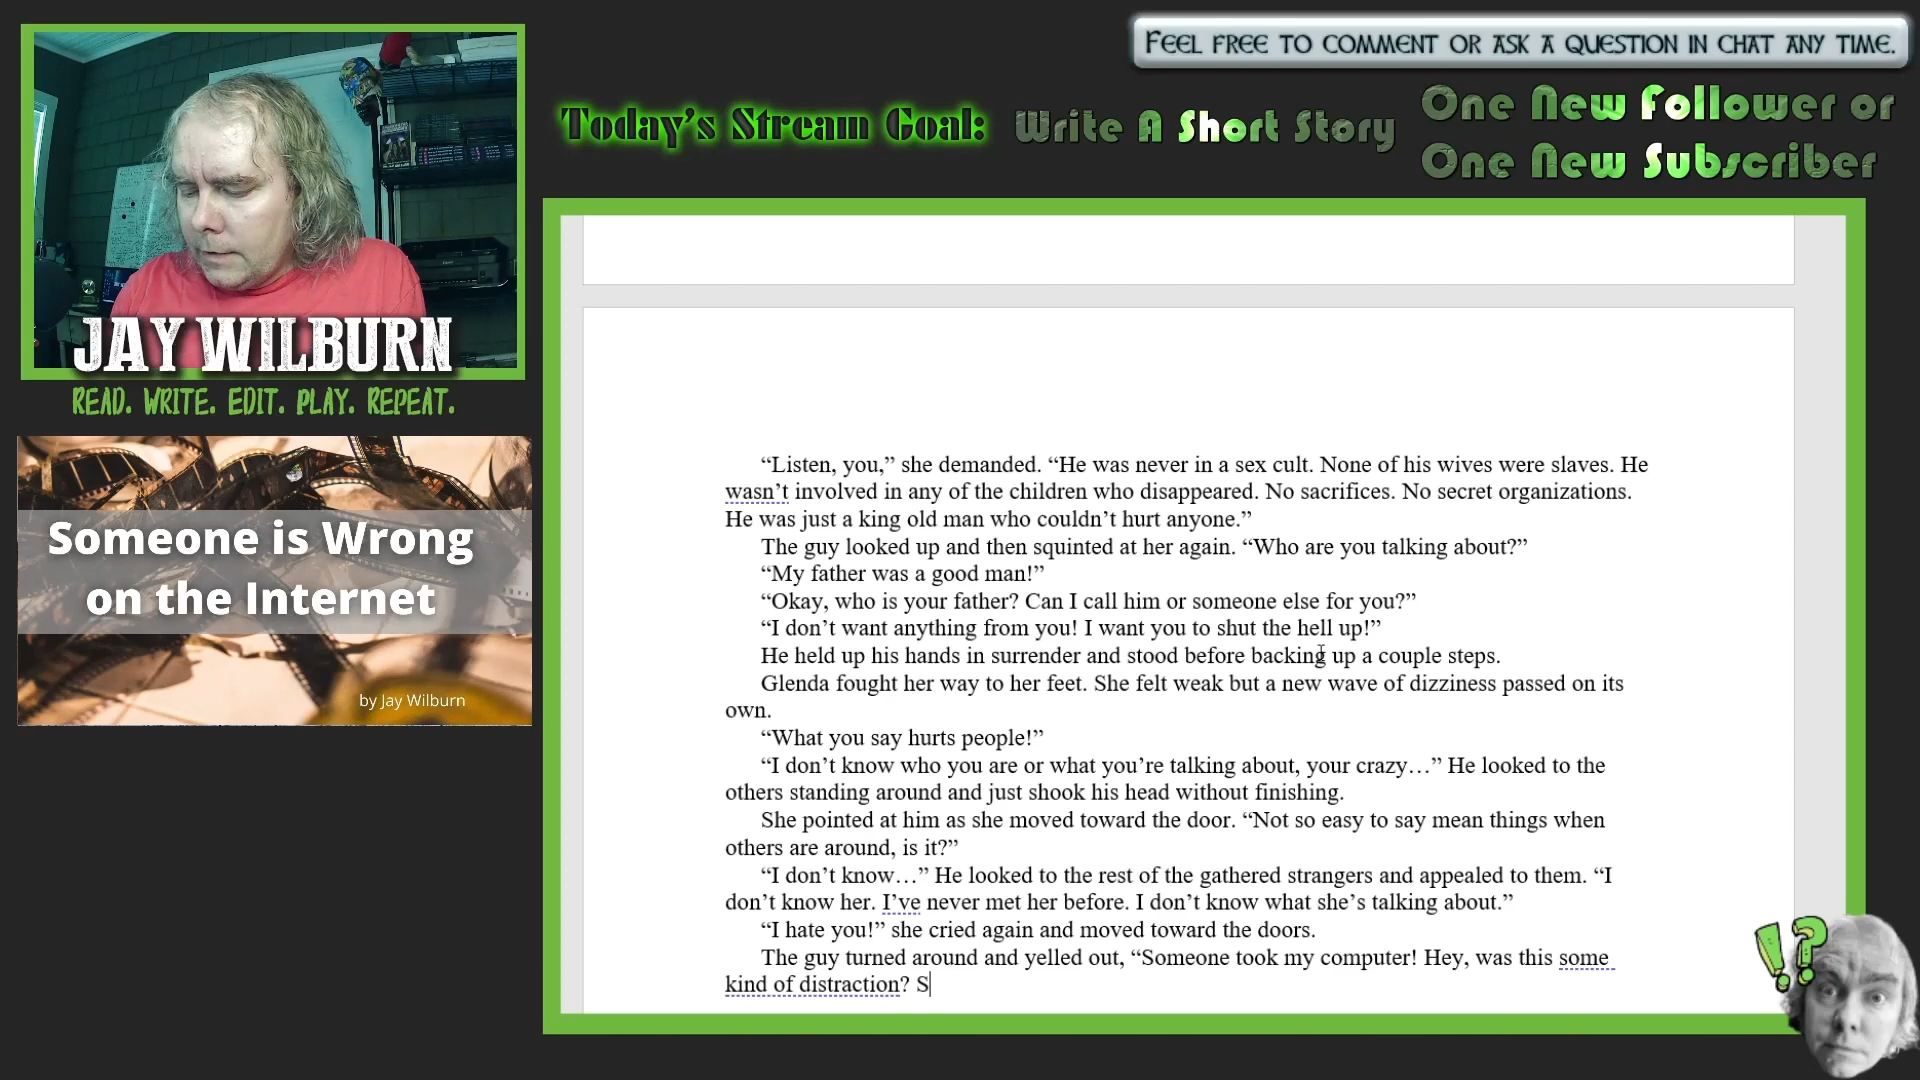 FEEL FREE TO COMMENT OR ASK A QUESTION IN CHAT ANY TIME.
Today's Stream Goal:
Write A Short Story
One New Follower or
One New Subscriber
JAY WILBURN
READ. WRITE. EDIT. PLAY. REPEAT.
Someone is Wrong
on the Internet
by Jay Wilburn
“Listen, you,” she demanded. “He was never in a sex cult. None of his wives were slaves. He
wasn’t involved in any of the children who disappeared. No sacrifices. No secret organizations.
He was just a king old man who couldn’t hurt anyone.”
The guy looked up and then squinted at her again. “Who are you talking about?”
“My father was a good man!”
“Okay, who is your father? Can I call him or someone else for you?”
“I don’t want anything from you! I want you to shut the hell up!”
He held up his hands in surrender and stood before backing up a couple steps.
Glenda fought her way to her feet. She felt weak but a new wave of dizziness passed on its
own.
“What you say hurts people!”
“I don’t know who you are or what you’re talking about, your crazy…” He looked to the
others standing around and just shook his head without finishing.
She pointed at him as she moved toward the door. “Not so easy to say mean things when
others are around, is it?”
“I don’t know…” He looked to the rest of the gathered strangers and appealed to them. “I
don’t know her. I’ve never met her before. I don’t know what she’s talking about.”
“I hate you!” she cried again and moved toward the doors.
The guy turned around and yelled out, “Someone took my computer! Hey, was this some
kind of distraction? S
!?